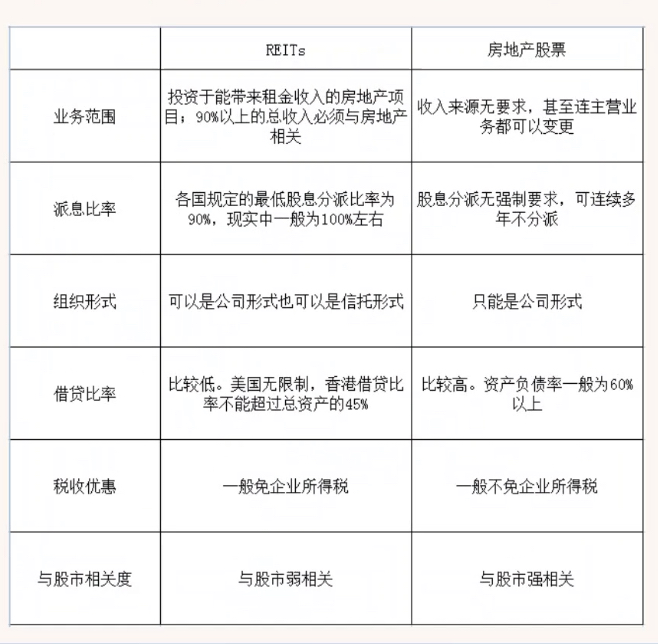 REITs
房地产股票
业务范围
投资于能带来租金收入的房地产项
目；90%以上的总收入必须与房地产
相关
收入来源无要求，甚至连主营业
务都可以变更
派息比率
各国规定的最低股息分派比率为
90%，现实中一般为100%左右
股息分派无强制要求，可连续多
年不分派
组织形式
可以是公司形式也可以是信托形式
只能是公司形式
借贷比率
比较低。美国无限制，香港借贷比
率不能超过总资产的45%
比较高。资产负债率一般为60%
以上
税收优惠
一般免企业所得税
一般不免企业所得税
与股市相关度
与股市弱相关
与股市强相关